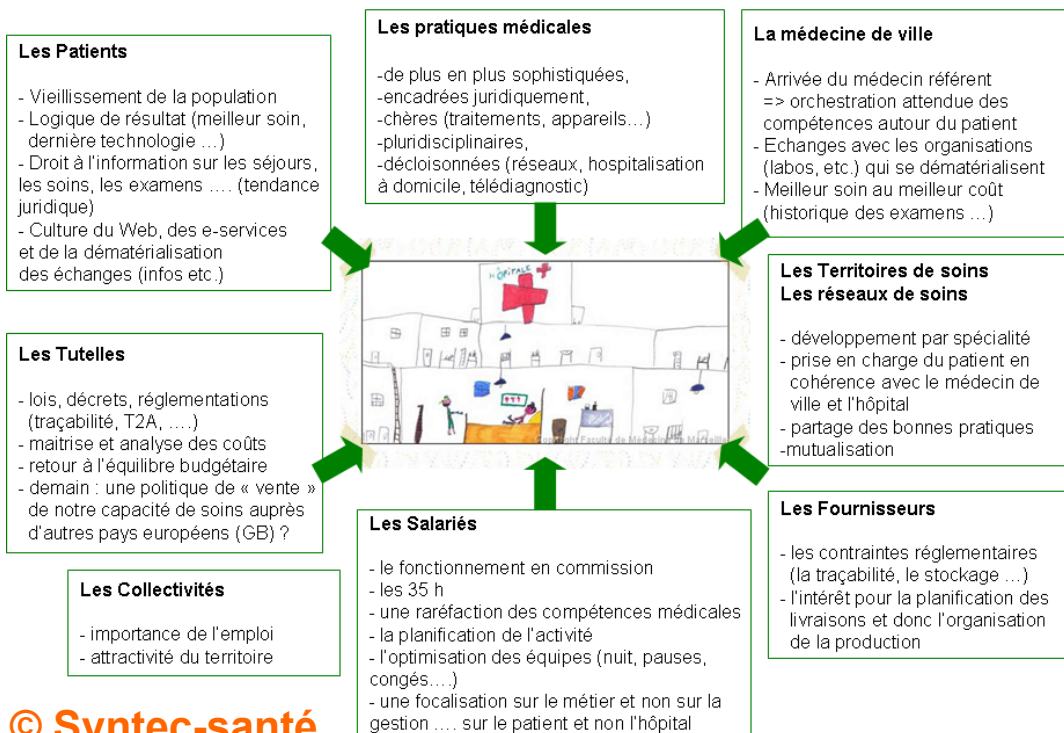 Les Patients
- Vieillissement de la population
- Logique de résultat (meilleur soin,
dernière technologie …)
- Droit à l'information sur les séjours,
les soins, les examens …. (tendance
juridique)
- Culture du Web, des e-services
et de la dématérialisation
des échanges (infos etc.)
Les pratiques médicales
-de plus en plus sophistiquées,
-encadrées juridiquement,
-chères (traitements, appareils…)
-pluridisciplinaires,
-décloisonnées (réseaux, hospitalisation
à domicile, télédiagnostic)
La médecine de ville
- Arrivée du médecin référent
=> orchestration attendue des
compétences autour du patient
- Echanges avec les organisations
(labos, etc.) qui se dématérialisent
- Meilleur soin au meilleur coût
(historique des examens …)
HÔPITALE
Copyright Faculté de Médecine de Marseille
Les Territoires de soins
Les réseaux de soins
- développement par spécialité
- prise en charge du patient en
cohérence avec le médecin de
ville et l'hôpital
- partage des bonnes pratiques
-mutualisation
Les Tutelles
- lois, décrets, réglementations
(traçabilité, T2A, ….)
- maitrise et analyse des coûts
- retour à l'équilibre budgétaire
- demain : une politique de « vente »
de notre capacité de soins auprès
d'autres pays européens (GB) ?
Les Collectivités
- importance de l'emploi
- attractivité du territoire
Les Salariés
- le fonctionnement en commission
- les 35 h
- une raréfaction des compétences médicales
- la planification de l'activité
- l'optimisation des équipes (nuit, pauses,
congés….)
- une focalisation sur le métier et non sur la
gestion …. sur le patient et non l'hôpital
Les Fournisseurs
- les contraintes réglementaires
(la traçabilité, le stockage …)
- l'intérêt pour la planification des
livraisons et donc l'organisation
de la production
© Syntec-santé